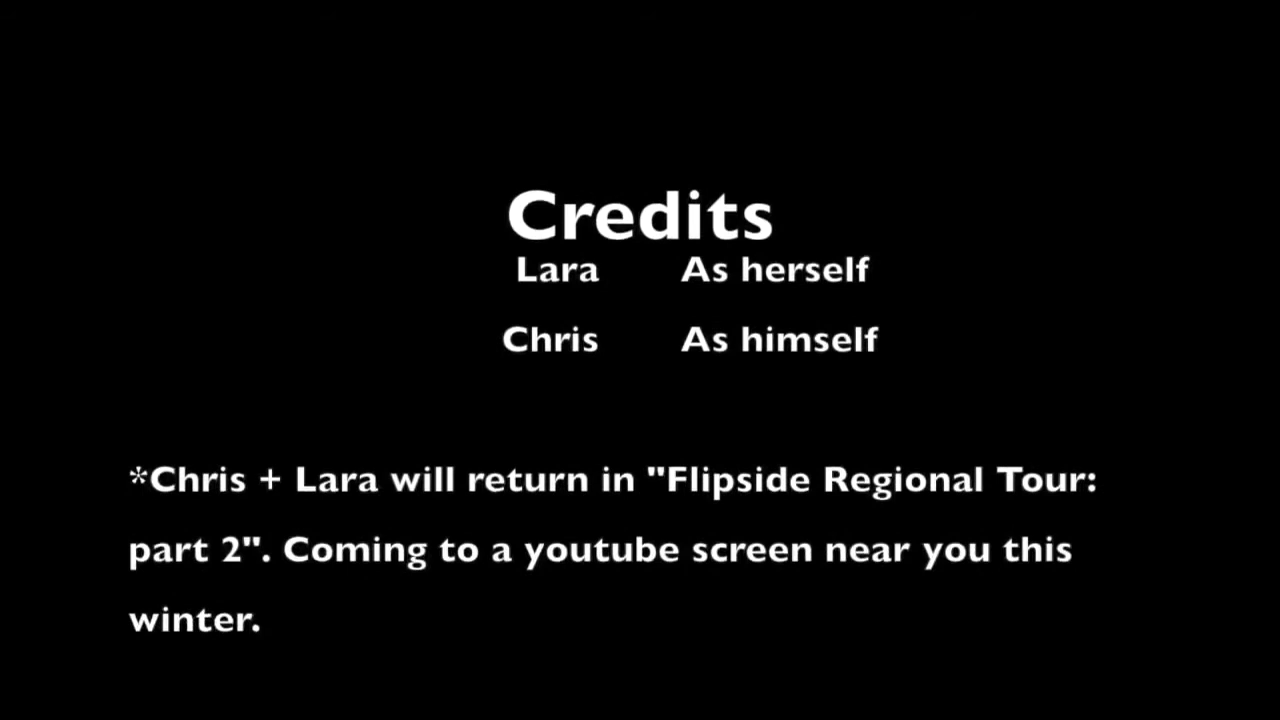 Credits
Lara As herself
Chris As himself
*Chris + Lara will return in "Flipside Regional Tour:
part 2". Coming to a youtube screen near you this
winter.